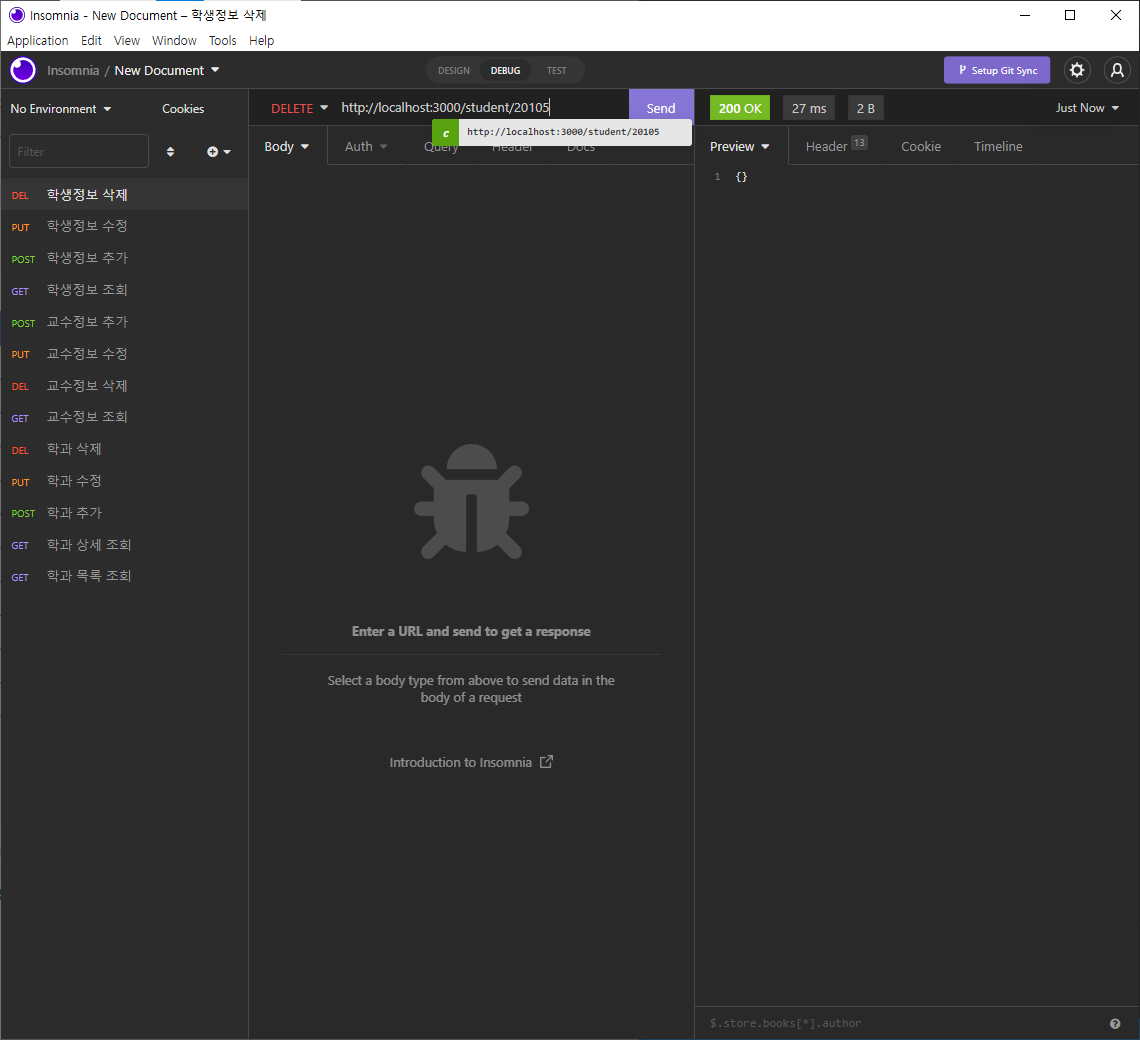 Insomnia - New Document – 학생정보 삭제
Application Edit View Window Tools Help
Insomnia / New Document
DESIGN DEBUG TEST
Setup Git Sync
No Environment Cookies
DELETE http://localhost:3000/student/20105 Send
200 OK 27 ms 2 B Just Now
c http://localhost:3000/student/20105
Filter
Body Auth Query Header Docs
Preview Header 13 Cookie Timeline
1 {}
DEL 학생정보 삭제
PUT 학생정보 수정
POST 학생정보 추가
GET 학생정보 조회
POST 교수정보 추가
PUT 교수정보 수정
DEL 교수정보 삭제
GET 교수정보 조회
DEL 학과 삭제
PUT 학과 수정
POST 학과 추가
GET 학과 상세 조회
GET 학과 목록 조회
Enter a URL and send to get a response
Select a body type from above to send data in the
body of a request
Introduction to Insomnia
$.store.books[*].author